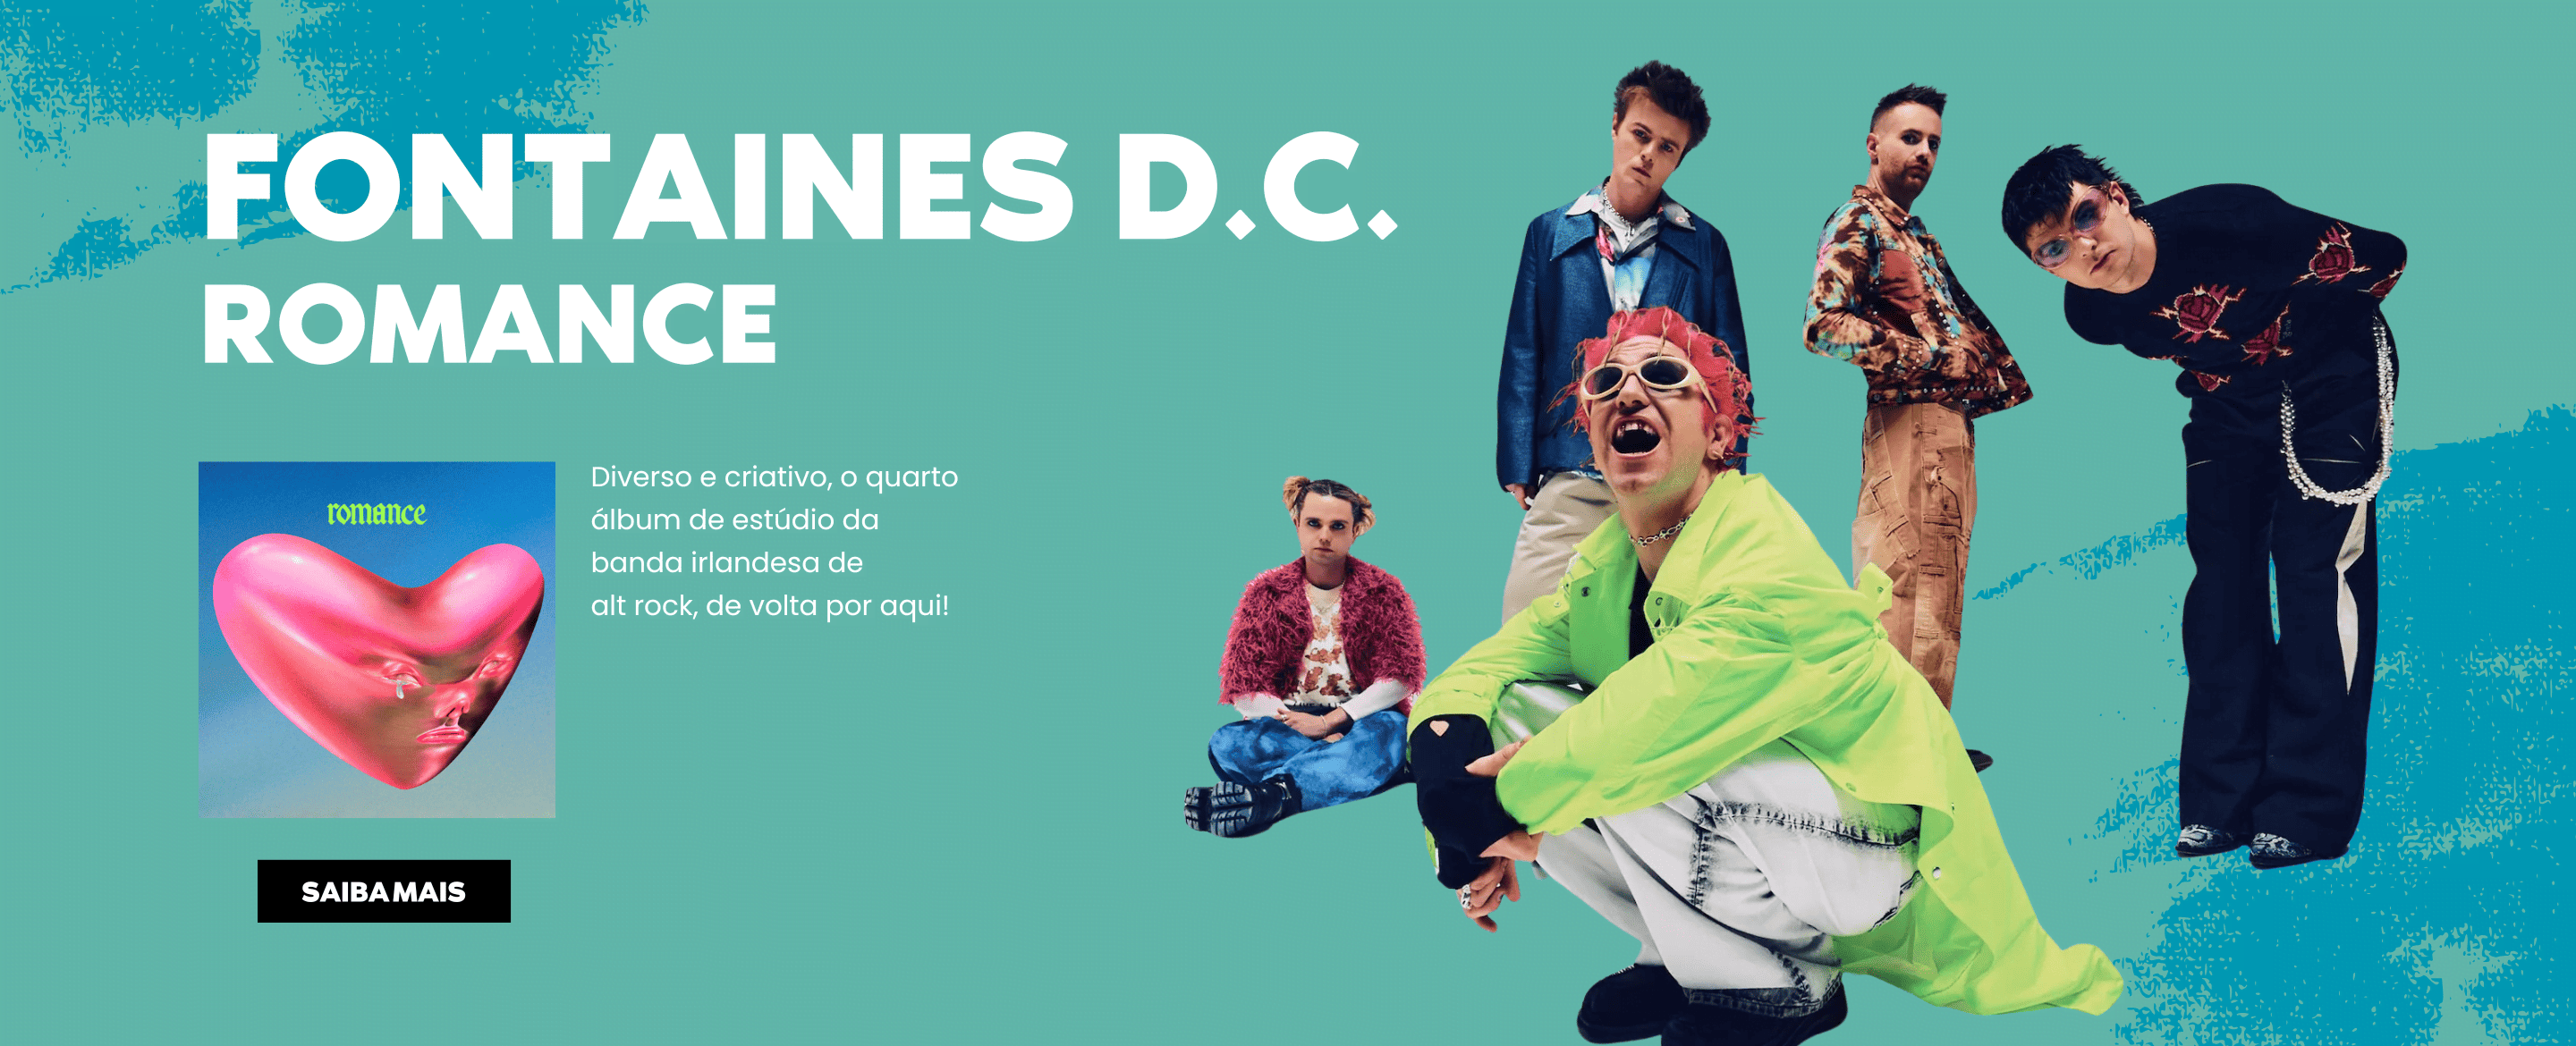 FONTAINES D.C.
ROMANCE
romance
Diverso e criativo, o quarto
álbum de estúdio da
banda irlandesa de
alt rock, de volta por aqui!
SAIBA MAIS